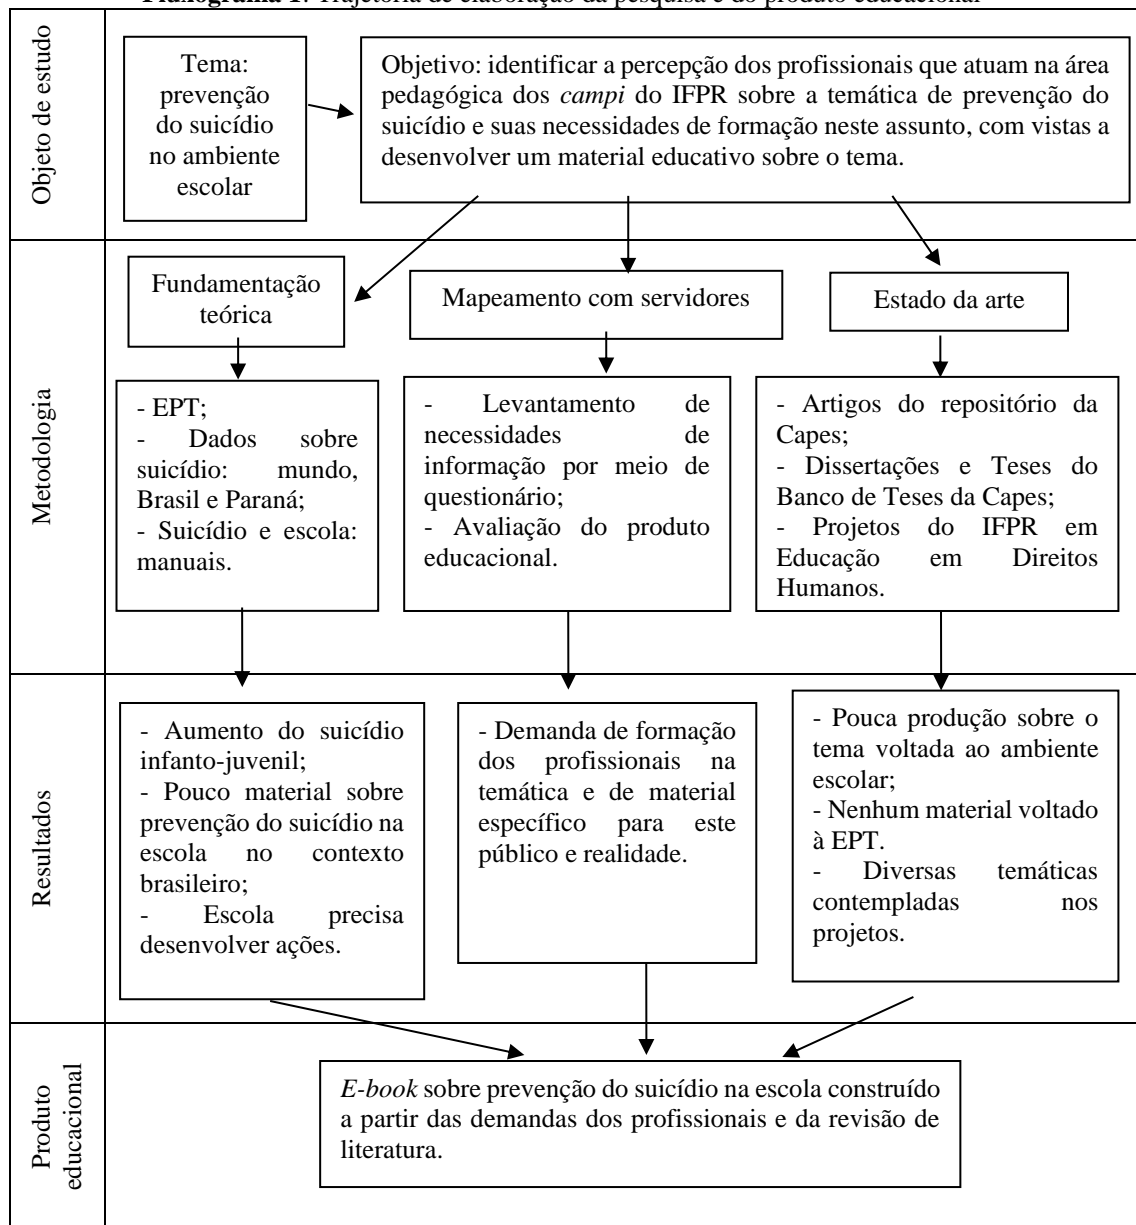 Fluxograma 1: Trajetória de elaboração da pesquisa e do produto educacional
Objeto de estudo
Tema:
prevenção
do suicídio
no ambiente
escolar
Objetivo: identificar a percepção dos profissionais que atuam na área
pedagógica dos campi do IFPR sobre a temática de prevenção do
suicídio e suas necessidades de formação neste assunto, com vistas a
desenvolver um material educativo sobre o tema.
Metodologia
Fundamentação
teórica
Mapeamento com servidores
Estado da arte
- EPT;
- Dados sobre
suicídio: mundo,
Brasil e Paraná;
- Suicídio e escola:
manuais.
- Levantamento de
necessidades de
informação por meio de
questionário;
- Avaliação do produto
educacional.
- Artigos do repositório da
Capes;
- Dissertações e Teses do
Banco de Teses da Capes;
- Projetos do IFPR em
Educação em Direitos
Humanos.
Resultados
- Aumento do suicídio
infanto-juvenil;
- Pouco material sobre
prevenção do suicídio na
escola no contexto
brasileiro;
- Escola precisa
desenvolver ações.
- Demanda de formação
dos profissionais na
temática e de material
específico para este
público e realidade.
- Pouca produção sobre o
tema voltada ao ambiente
escolar;
- Nenhum material voltado
à EPT.
- Diversas temáticas
contempladas nos
projetos.
Produto
educacional
E-book sobre prevenção do suicídio na escola construído
a partir das demandas dos profissionais e da revisão de
literatura.